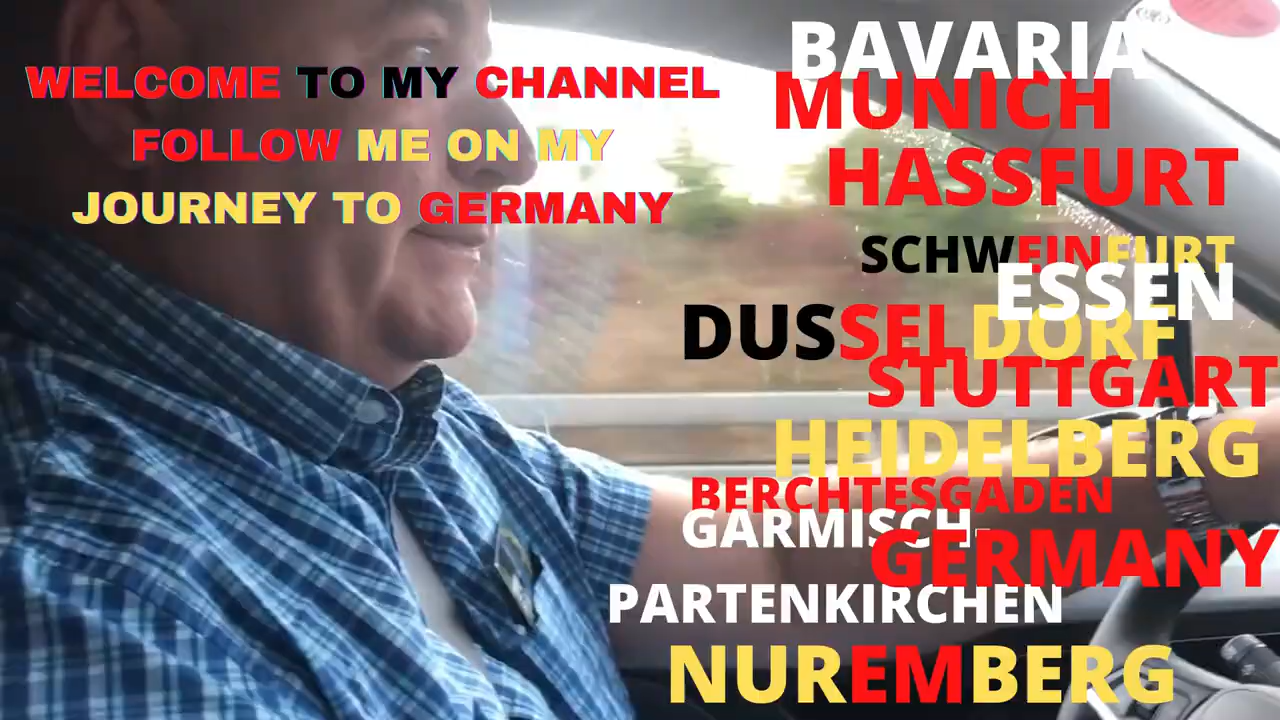 WELCOME TO MY CHANNEL
FOLLOW ME ON MY
JOURNEY TO GERMANY
BAVARIA
MUNICH
HASSFURT
SCHWEINFURT
ESSEN
DUSSELDORF
STUTTGART
HEIDELBERG
BERCHTESGADEN
GARMISCH-
GERMANY
PARTENKIRCHEN
NUREMBERG